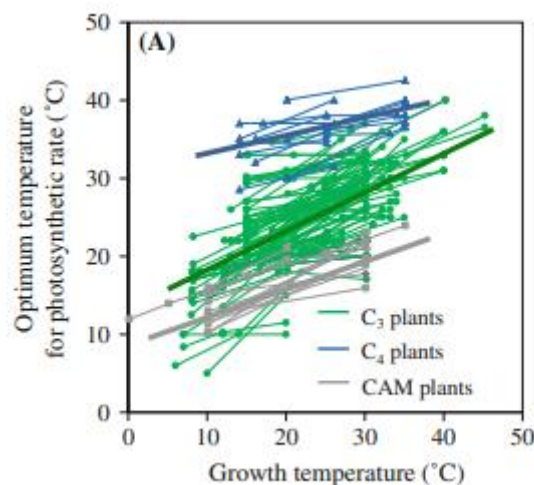 (A)
50
40
30
20
10
0
Optimum temperature
for photosynthetic rate (˚C)
C₃ plants
C₄ plants
CAM plants
0 10 20 30 40 50
Growth temperature (˚C)